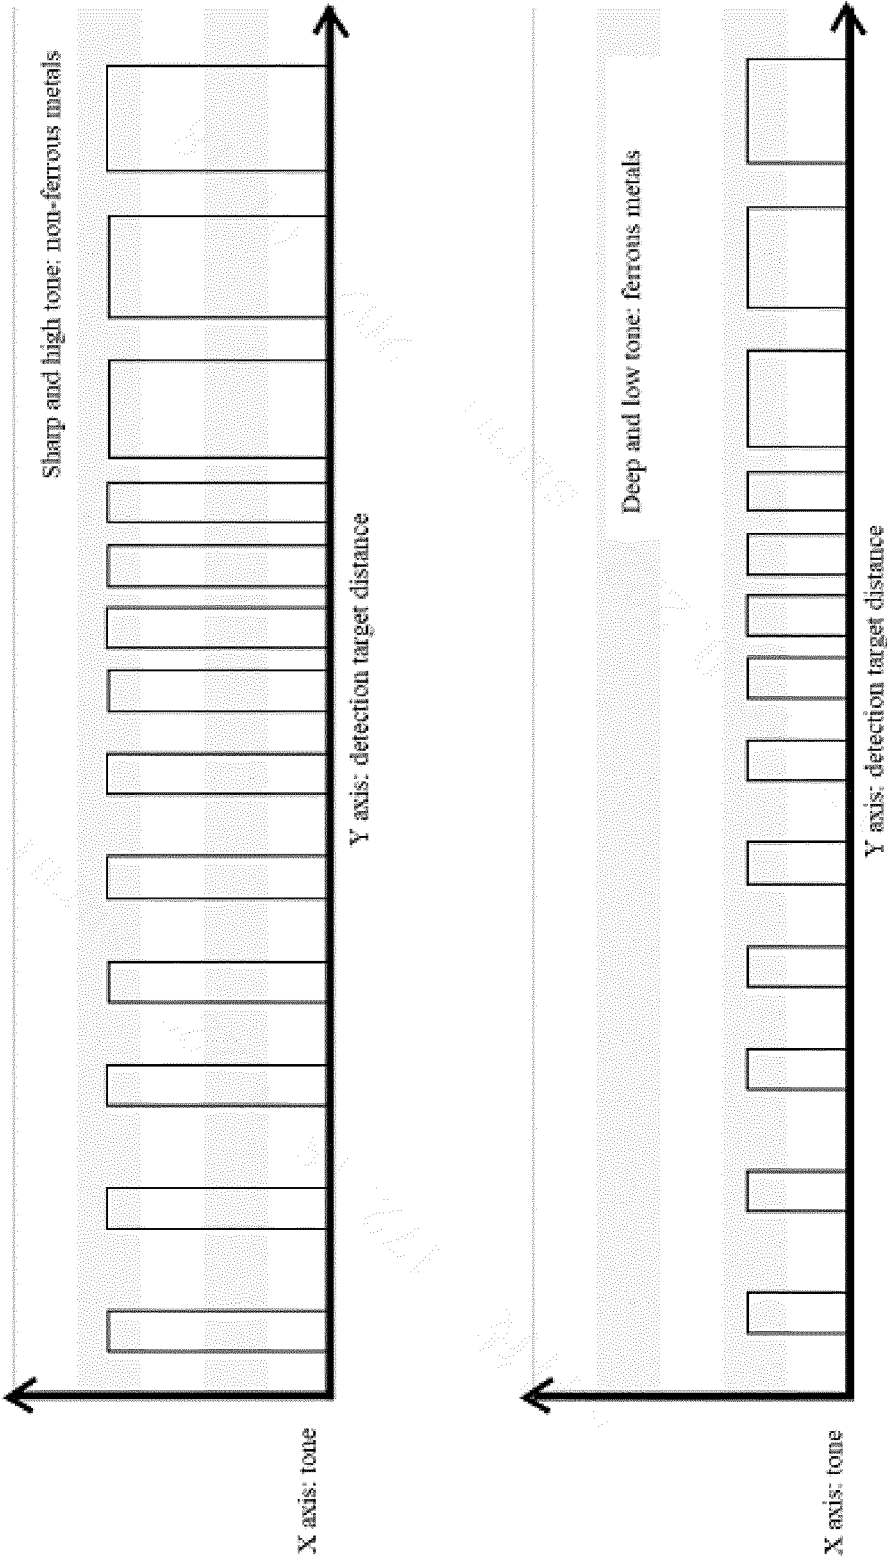 Sharp and high tone: non-ferrous metals
Y axis: detection target distance
X axis: tone
Deep and low tone: ferrous metals
Y axis: detection target distance
X axis: tone